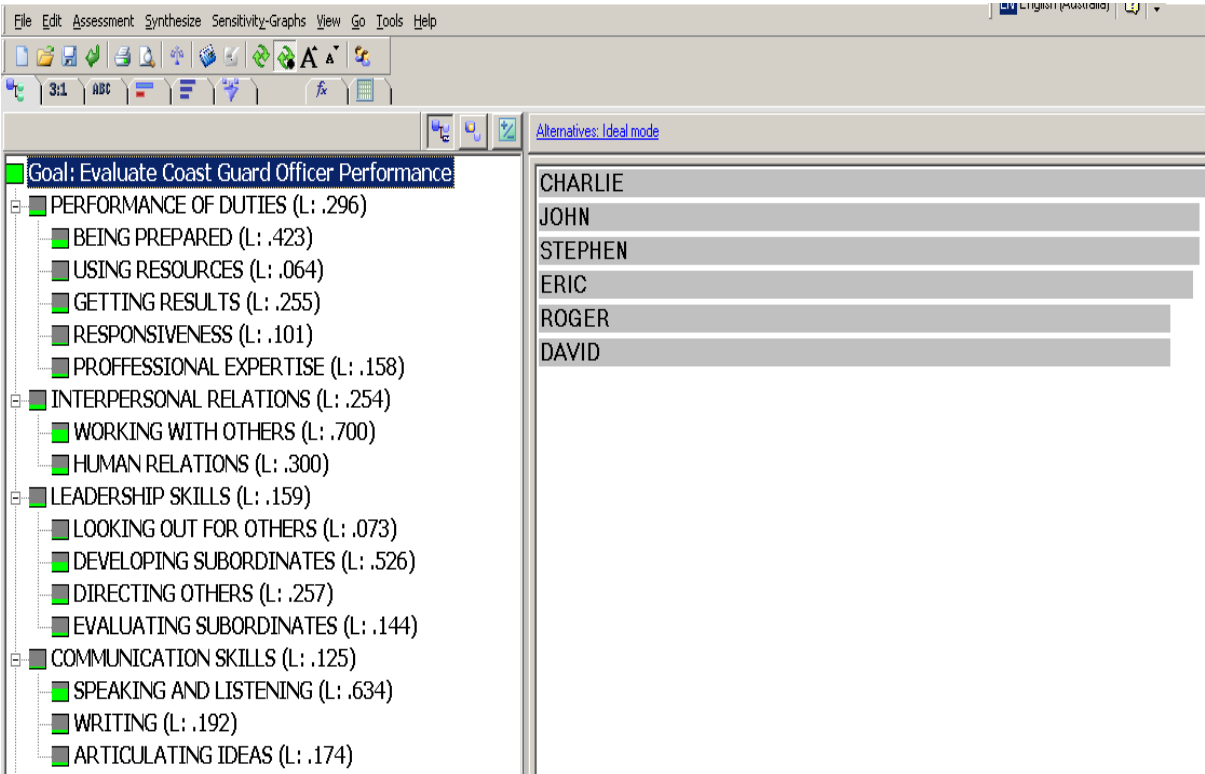 EN English (Australia)
File Edit Assessment Synthesize Sensitivity-Graphs View Go Tools Help
A A
3:1 ABC fx
Alternatives: Ideal mode
Goal: Evaluate Coast Guard Officer Performance
PERFORMANCE OF DUTIES (L: .296)
BEING PREPARED (L: .423)
USING RESOURCES (L: .064)
GETTING RESULTS (L: .255)
RESPONSIVENESS (L: .101)
PROFFESSIONAL EXPERTISE (L: .158)
INTERPERSONAL RELATIONS (L: .254)
WORKING WITH OTHERS (L: .700)
HUMAN RELATIONS (L: .300)
LEADERSHIP SKILLS (L: .159)
LOOKING OUT FOR OTHERS (L: .073)
DEVELOPING SUBORDINATES (L: .526)
DIRECTING OTHERS (L: .257)
EVALUATING SUBORDINATES (L: .144)
COMMUNICATION SKILLS (L: .125)
SPEAKING AND LISTENING (L: .634)
WRITING (L: .192)
ARTICULATING IDEAS (L: .174)
CHARLIE
JOHN
STEPHEN
ERIC
ROGER
DAVID